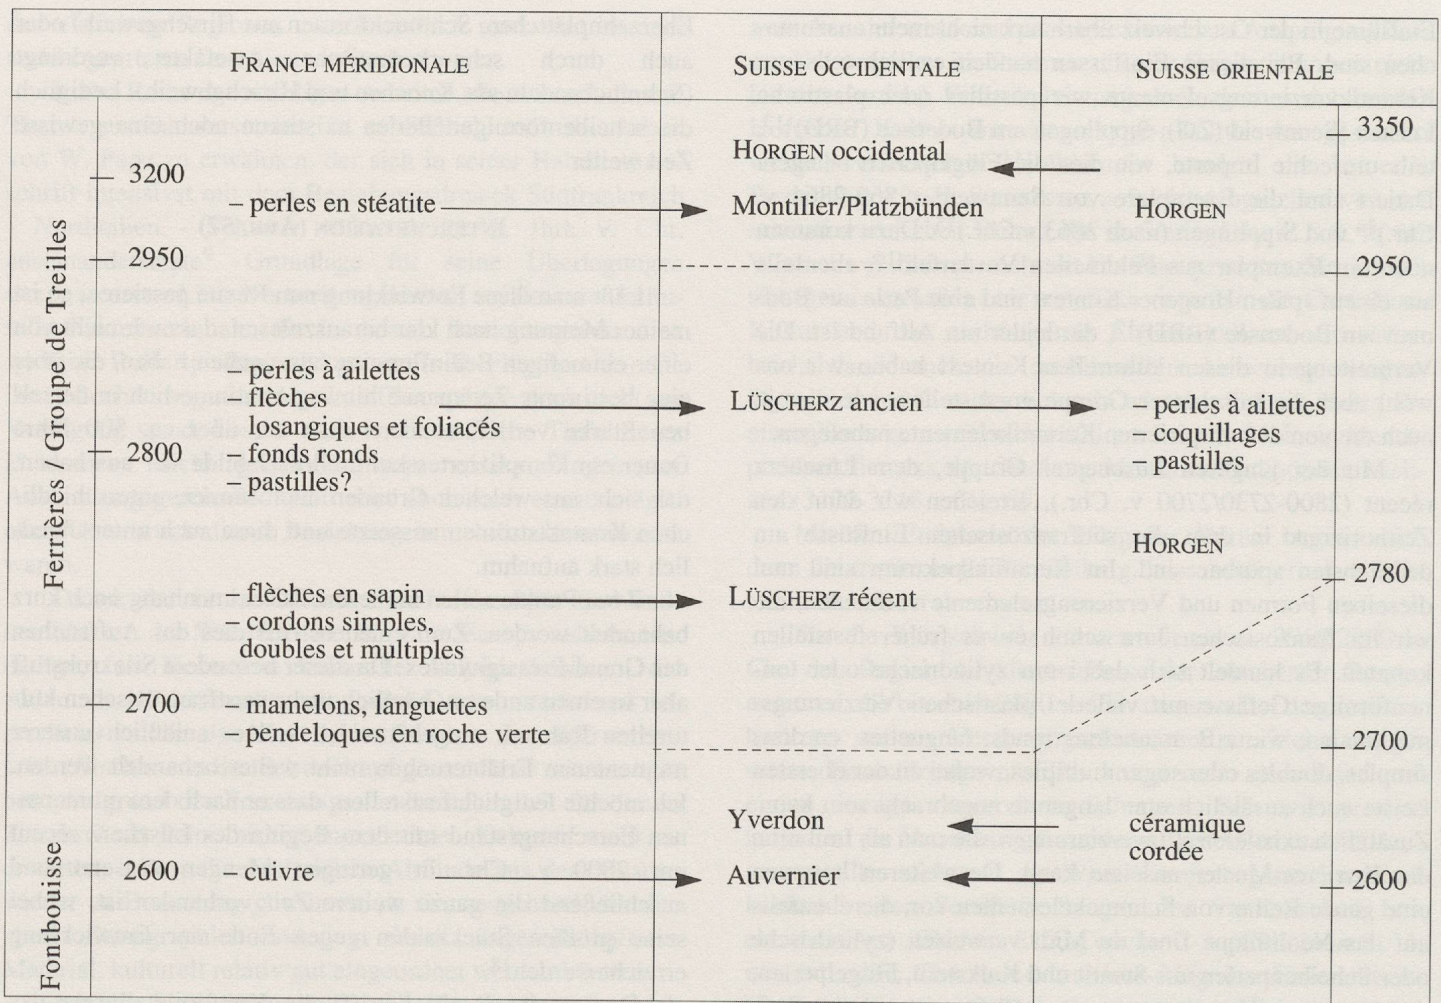 FRANCE MÉRIDIONALE
SUISSE OCCIDENTALE
SUISSE ORIENTALE
Ferrières Groupe de Treilles
Fontbouisse
3200
2950
2800
2700
2600
– perles en stéatite
– perles à ailettes
– flèches
losangiques et foliacés
– fonds ronds
– pastilles?
– flèches en sapin
– cordons simples,
doubles et multiples
– mamelons, languettes
– pendeloques en roche verte
– cuivre
HORGEN occidental
Montilier/Platzbünden
LÜSCHERZ ancien
LÜSCHERZ récent
Yverdon
Auvernier
HORGEN
– perles à ailettes
– coquillages
– pastilles
HORGEN
céramique
cordée
3350
2950
2780
2700
2600